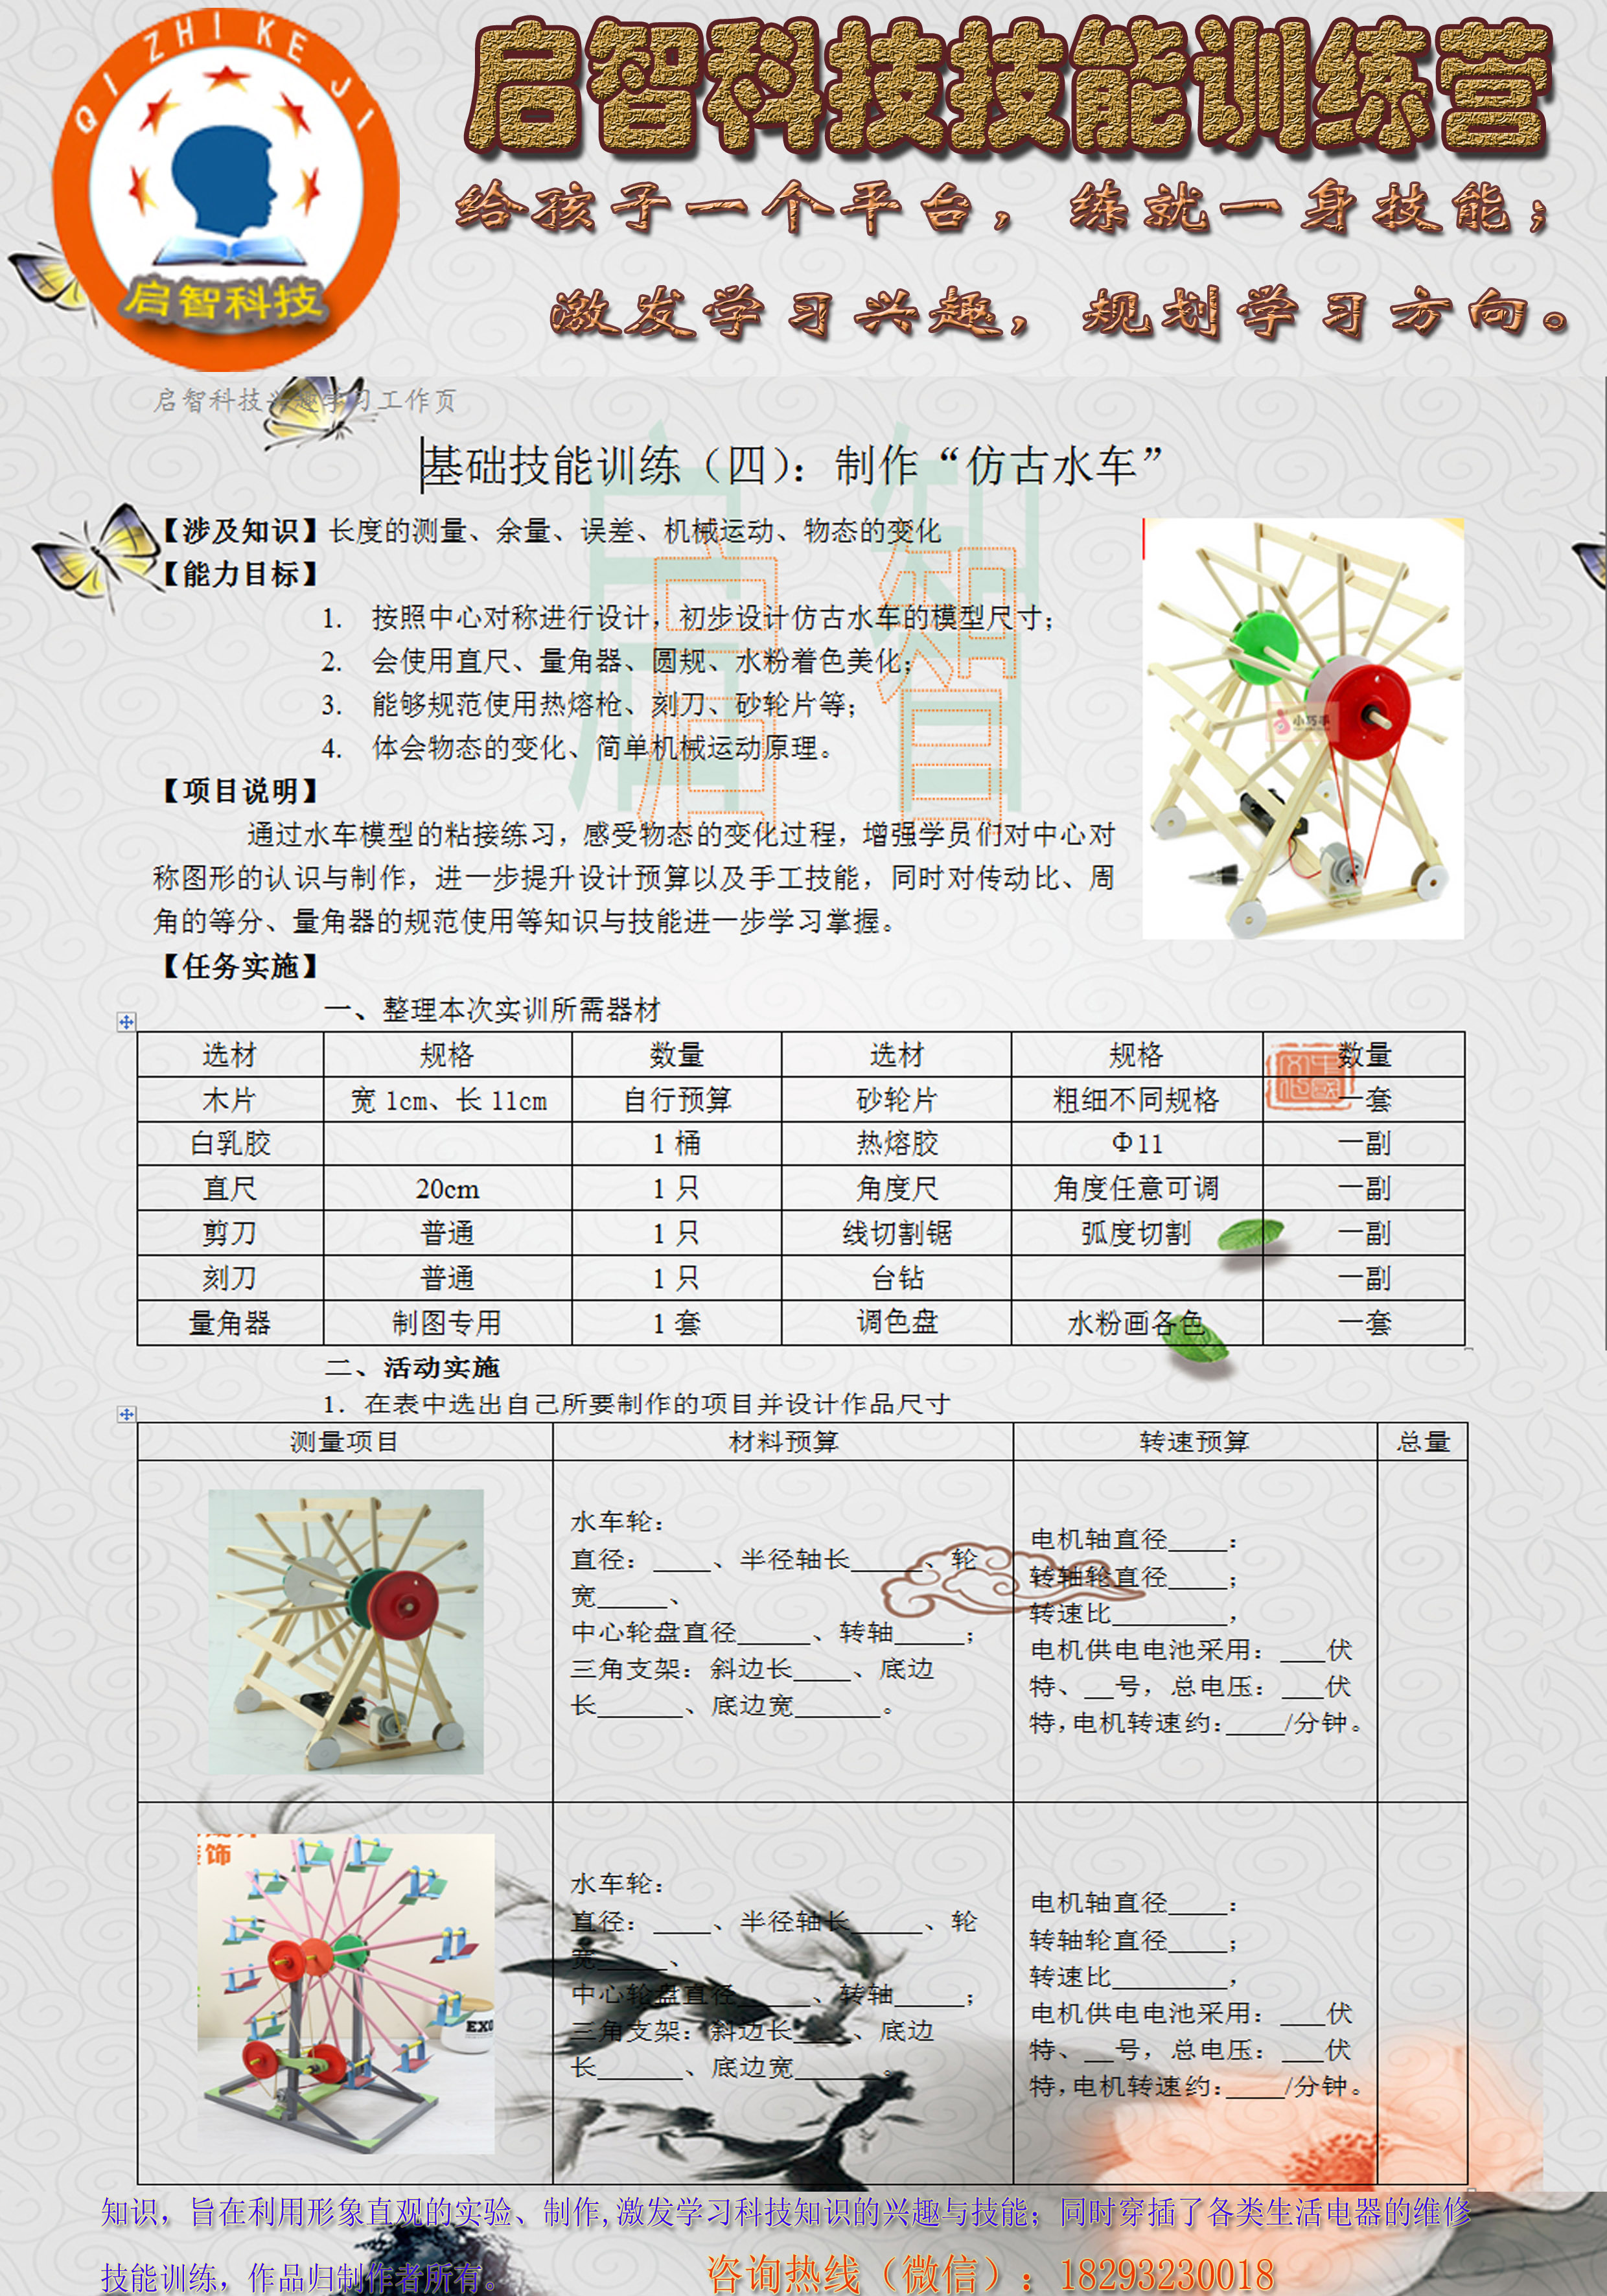 QI ZHI KE JI
启智科技
启智科技技能训练营
给孩子一个平台，练就一身技能；
激发学习兴趣，规划学习方向。
启智科技兴趣学习工作页
基础技能训练（四）：制作“仿古水车”
启智
启智
【涉及知识】长度的测量、余量、误差、机械运动、物态的变化
【能力目标】
1. 按照中心对称进行设计，初步设计仿古水车的模型尺寸；
2. 会使用直尺、量角器、圆规、水粉着色美化；
3. 能够规范使用热熔枪、刻刀、砂轮片等；
4. 体会物态的变化、简单机械运动原理。
【项目说明】
通过水车模型的粘接练习，感受物态的变化过程，增强学员们对中心对
称图形的认识与制作，进一步提升设计预算以及手工技能，同时对传动比、周
角的等分、量角器的规范使用等知识与技能进一步学习掌握。
【任务实施】
一、整理本次实训所需器材
选材 规格 数量 选材 规格 数量
木片 宽1cm、长11cm 自行预算 砂轮片 粗细不同规格 一套
白乳胶 1桶 热熔胶 Φ11 一副
直尺 20cm 1只 角度尺 角度任意可调 一副
剪刀 普通 1只 线切割锯 弧度切割 一副
刻刀 普通 1只 台钻 一副
量角器 制图专用 1套 调色盘 水粉画各色 一套
二、活动实施
1. 在表中选出自己所要制作的项目并设计作品尺寸
测量项目 材料预算 转速预算 总量
水车轮：
直径：____、半径轴长_____、轮
宽_____、
中心轮盘直径_____、转轴_____；
三角支架：斜边长____、底边
长______、底边宽______。
电机轴直径____：
转轴轮直径____；
转速比________，
电机供电电池采用：___伏
特、__号，总电压：___伏
特，电机转速约：____/分钟。
饰
EXO
水车轮：
直径：____、半径轴长_____、轮
宽_____、
中心轮盘直径_____、转轴_____；
三角支架：斜边长____、底边
长______、底边宽______。
电机轴直径____：
转轴轮直径____；
转速比________，
电机供电电池采用：___伏
特、__号，总电压：___伏
特，电机转速约：____/分钟。
知识，旨在利用形象直观的实验、制作,激发学习科技知识的兴趣与技能；同时穿插了各类生活电器的维修
技能训练，作品归制作者所有。
咨询热线（微信）：18293230018